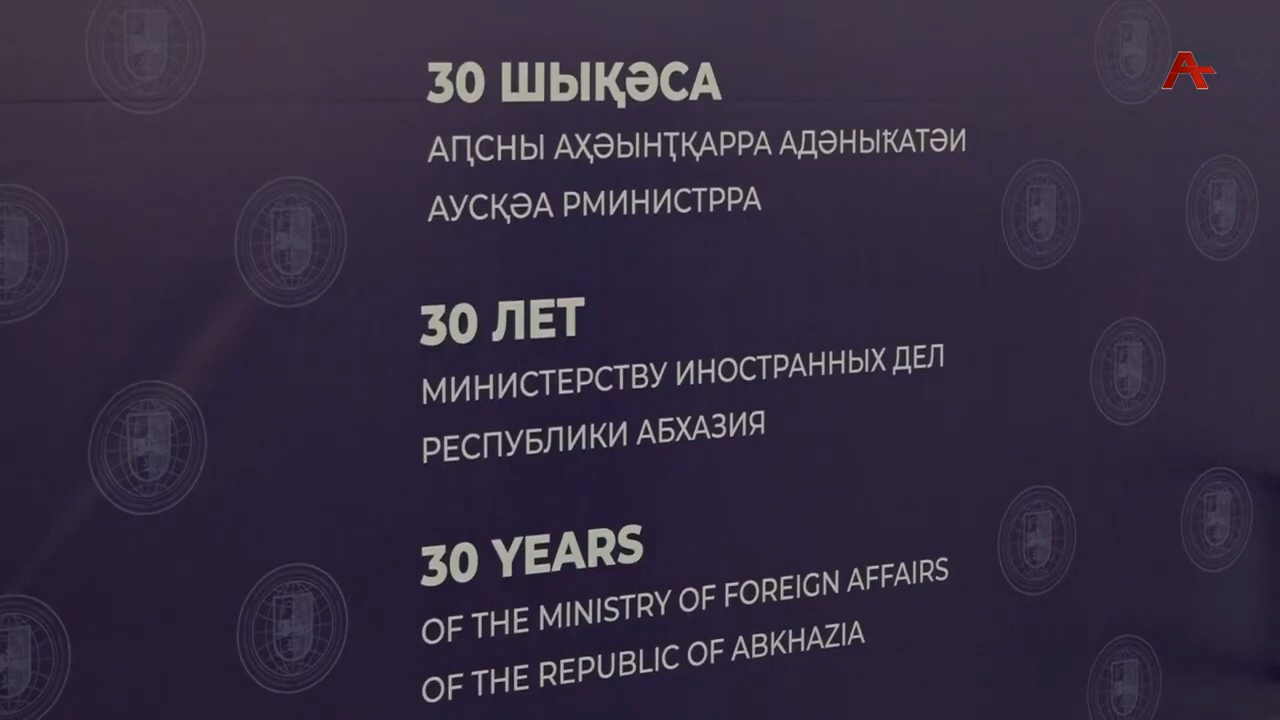 30 ШЫҚӘСА
АԤСНЫ АҲӘЫНҬҚАРРА АДӘНЫҞАТӘИ
АУСҚӘА РМИНИСТРРА
30 ЛЕТ
МИНИСТЕРСТВУ ИНОСТРАННЫХ ДЕЛ
РЕСПУБЛИКИ АБХАЗИЯ
30 YEARS
OF THE MINISTRY OF FOREIGN AFFAIRS
OF THE REPUBLIC OF ABKHAZIA